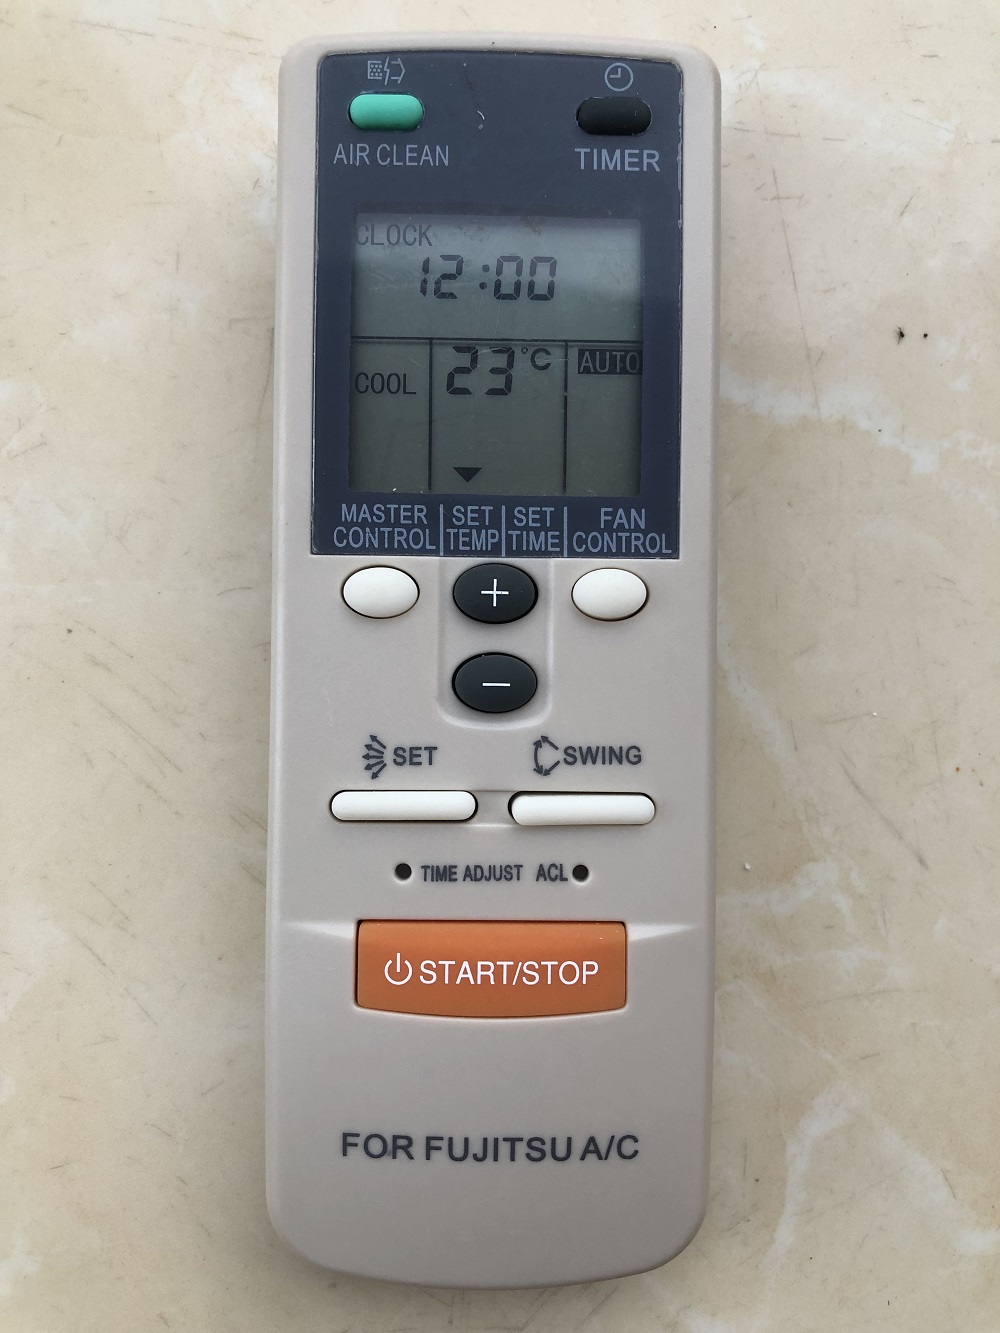 AIR CLEAN TIMER
CLOCK
12:00
COOL 23°C AUTO
MASTER CONTROL
SET TEMP
SET TIME
FAN CONTROL
+
−
SET SWING
TIME ADJUST ACL
START/STOP
FOR FUJITSU A/C